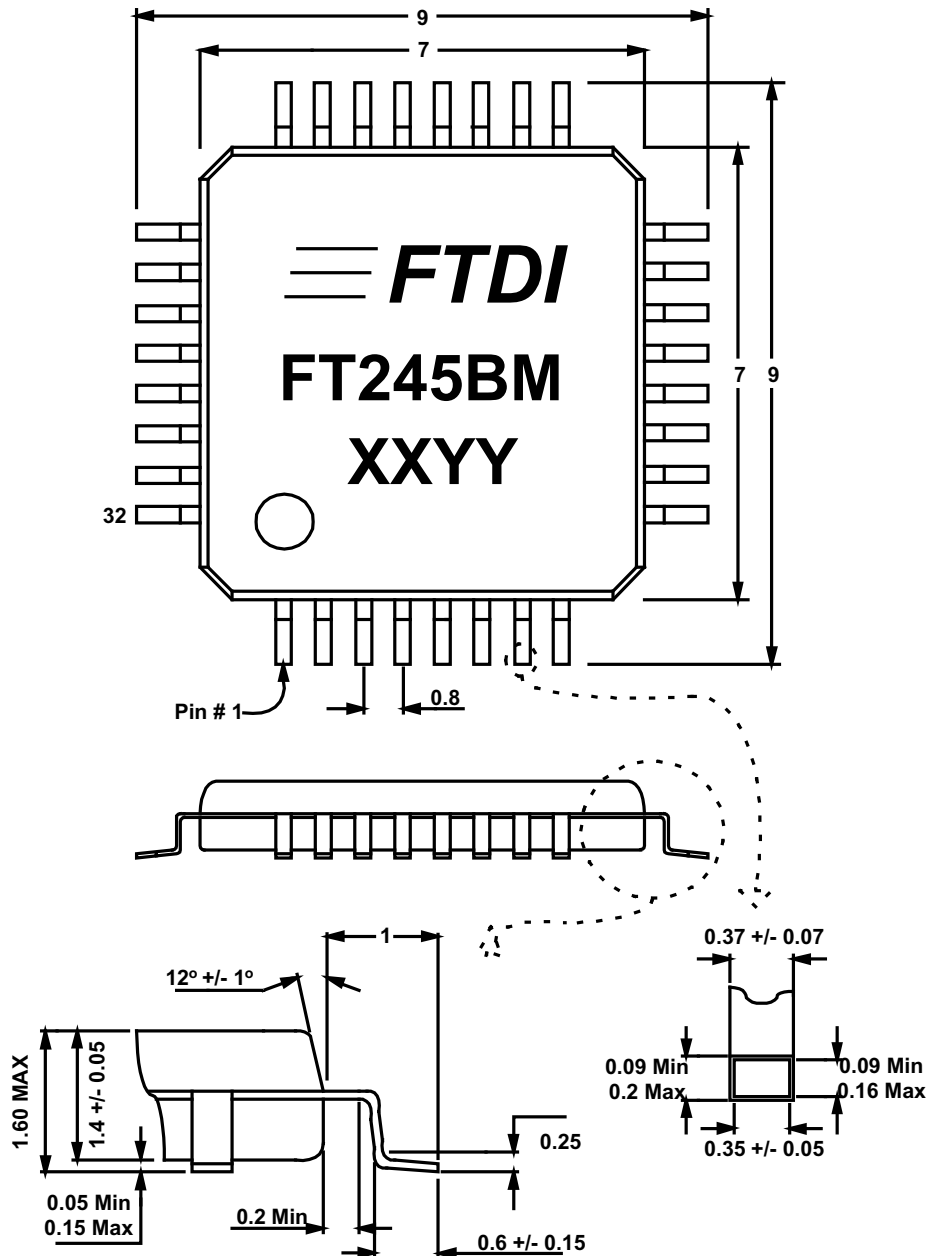 9
7
FTDI
FT245BM
XXYY
7
9
32
Pin # 1
0.8
1
12º +/- 1º
0.37 +/- 0.07
1.60 MAX
1.4 +/- 0.05
0.09 Min
0.2 Max
0.09 Min
0.16 Max
0.25
0.35 +/- 0.05
0.05 Min
0.15 Max
0.2 Min
0.6 +/- 0.15